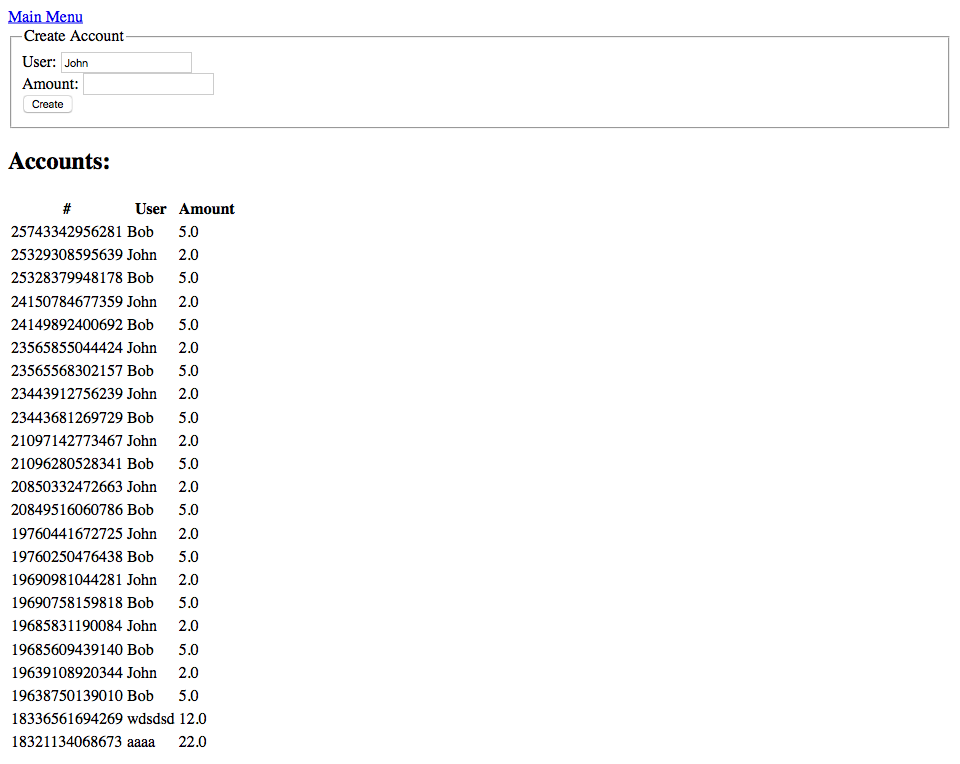 Main Menu
Create Account
User: John
Amount:
Create
Accounts:
# User Amount
25743342956281 Bob 5.0
25329308595639 John 2.0
25328379948178 Bob 5.0
24150784677359 John 2.0
24149892400692 Bob 5.0
23565855044424 John 2.0
23565568302157 Bob 5.0
23443912756239 John 2.0
23443681269729 Bob 5.0
21097142773467 John 2.0
21096280528341 Bob 5.0
20850332472663 John 2.0
20849516060786 Bob 5.0
19760441672725 John 2.0
19760250476438 Bob 5.0
19690981044281 John 2.0
19690758159818 Bob 5.0
19685831190084 John 2.0
19685609439140 Bob 5.0
19639108920344 John 2.0
19638750139010 Bob 5.0
18336561694269 wdsdsd 12.0
18321134068673 aaaa 22.0